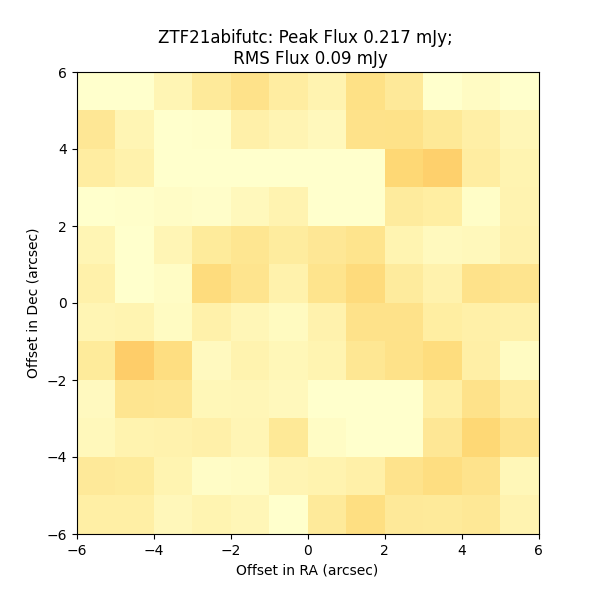 ZTF21abifutc: Peak Flux 0.217 mJy;
RMS Flux 0.09 mJy
6
4
2
0
−2
−4
−6
Offset in Dec (arcsec)
−6 −4 −2 0 2 4 6
Offset in RA (arcsec)